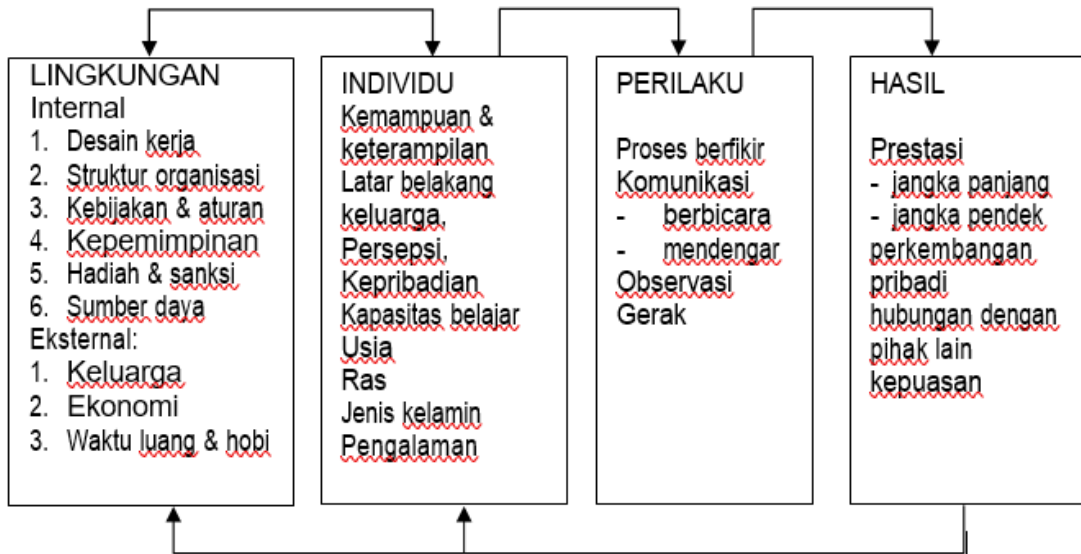 LINGKUNGAN
Internal
1. Desain kerja
2. Struktur organisasi
3. Kebijakan & aturan
4. Kepemimpinan
5. Hadiah & sanksi
6. Sumber daya
Eksternal:
1. Keluarga
2. Ekonomi
3. Waktu luang & hobi
INDIVIDU
Kemampuan &
keterampilan
Latar belakang
keluarga,
Persepsi,
Kepribadian
Kapasitas belajar
Usia
Ras
Jenis kelamin
Pengalaman
PERILAKU
Proses berfikir
Komunikasi
- berbicara
- mendengar
Observasi
Gerak
HASIL
Prestasi
- jangka panjang
- jangka pendek
perkembangan
pribadi
hubungan dengan
pihak lain
kepuasan